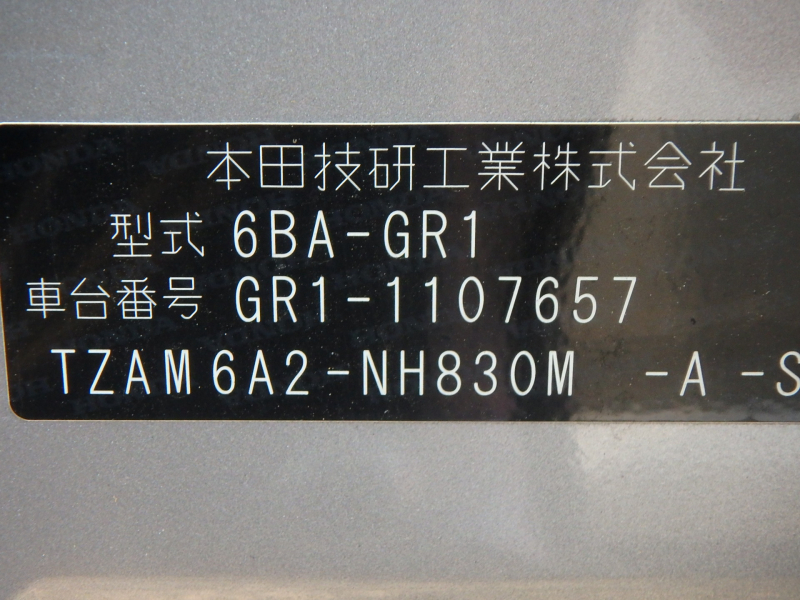 本田技研工業株式会社
型式 6BA-GR1
車台番号 GR1-1107657
TZAM6A2-NH830M -A -S